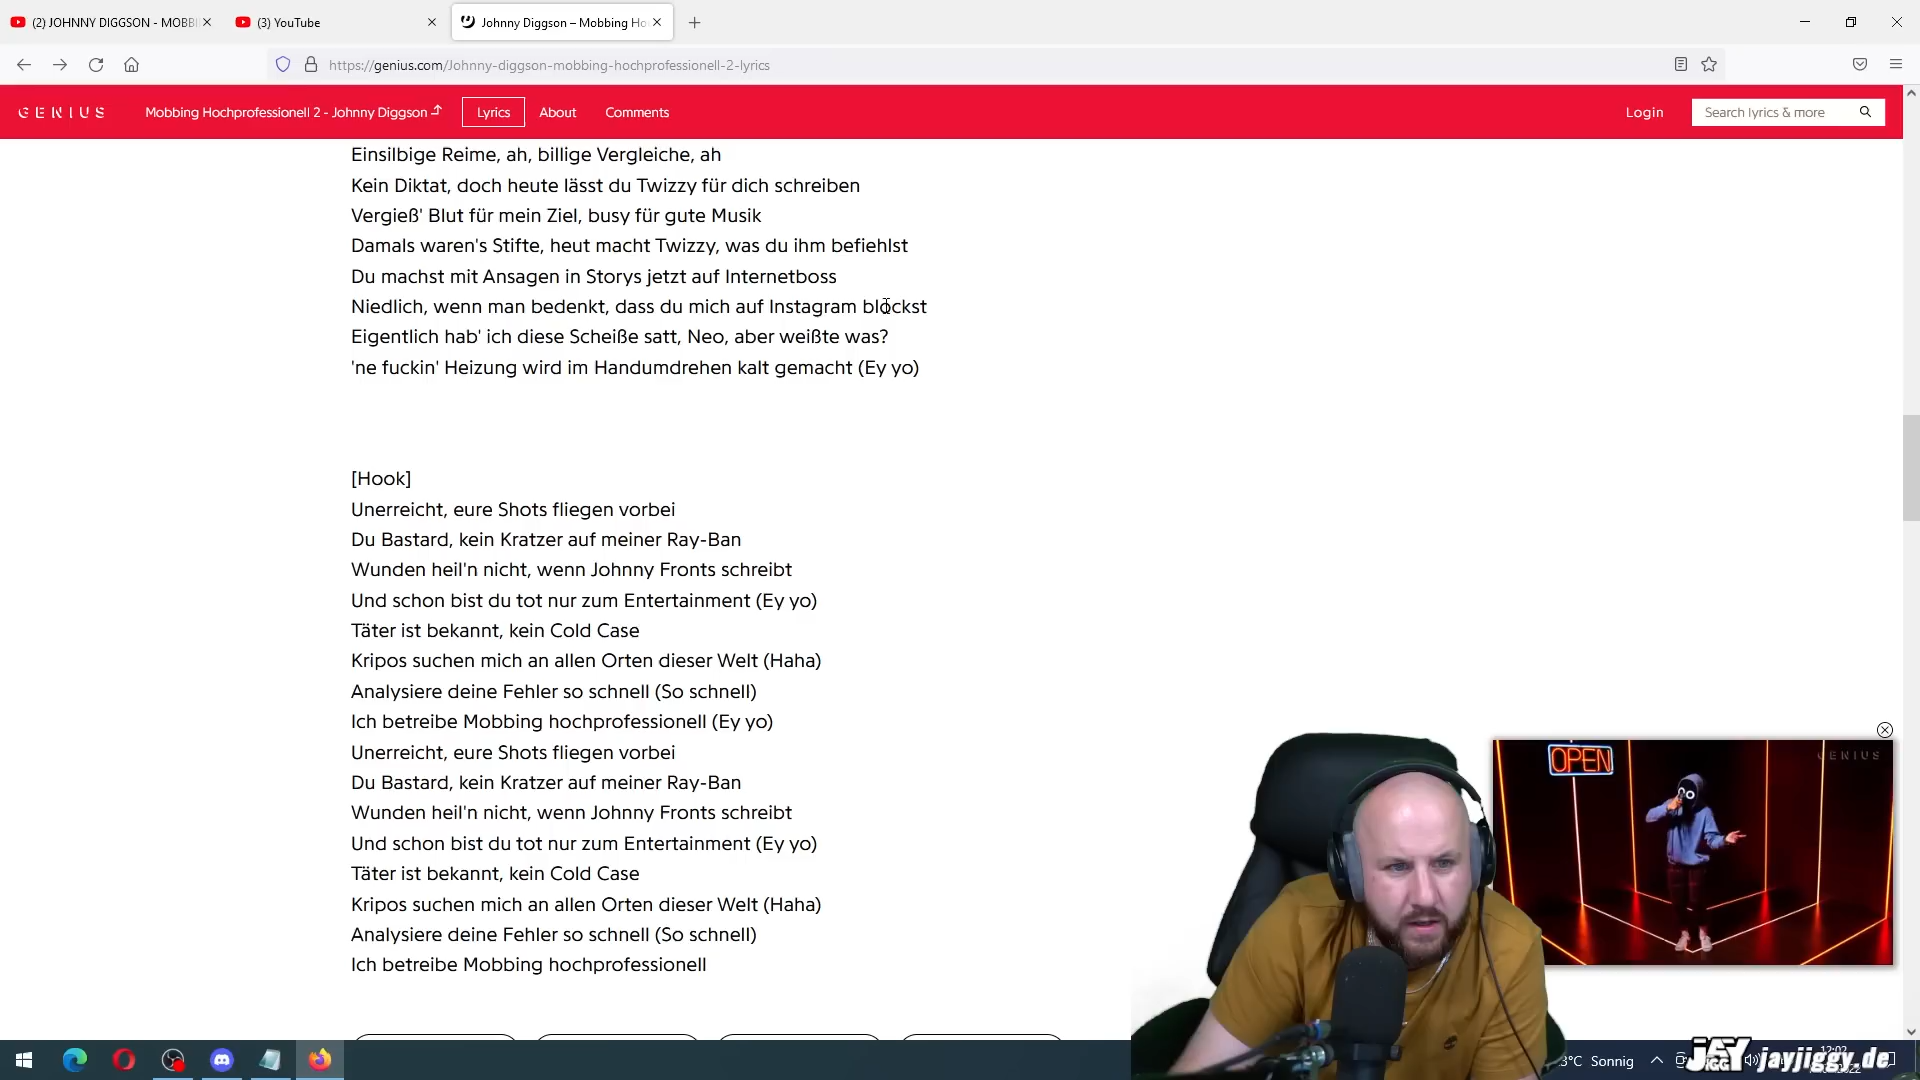 (2) JOHNNY DIGGSON - MOBBI
(3) YouTube
Johnny Diggson – Mobbing Ho
https://genius.com/Johnny-diggson-mobbing-hochprofessionell-2-lyrics
GENIUS
Mobbing Hochprofessionell 2 - Johnny Diggson
Lyrics
About
Comments
Login
Search lyrics & more
Einsilbige Reime, ah, billige Vergleiche, ah
Kein Diktat, doch heute lässt du Twizzy für dich schreiben
Vergieß' Blut für mein Ziel, busy für gute Musik
Damals waren's Stifte, heut macht Twizzy, was du ihm befiehlst
Du machst mit Ansagen in Storys jetzt auf Internetboss
Niedlich, wenn man bedenkt, dass du mich auf Instagram blockst
Eigentlich hab' ich diese Scheiße satt, Neo, aber weißte was?
'ne fuckin' Heizung wird im Handumdrehen kalt gemacht (Ey yo)
[Hook]
Unerreicht, eure Shots fliegen vorbei
Du Bastard, kein Kratzer auf meiner Ray-Ban
Wunden heil'n nicht, wenn Johnny Fronts schreibt
Und schon bist du tot nur zum Entertainment (Ey yo)
Täter ist bekannt, kein Cold Case
Kripos suchen mich an allen Orten dieser Welt (Haha)
Analysiere deine Fehler so schnell (So schnell)
Ich betreibe Mobbing hochprofessionell (Ey yo)
Unerreicht, eure Shots fliegen vorbei
Du Bastard, kein Kratzer auf meiner Ray-Ban
Wunden heil'n nicht, wenn Johnny Fronts schreibt
Und schon bist du tot nur zum Entertainment (Ey yo)
Täter ist bekannt, kein Cold Case
Kripos suchen mich an allen Orten dieser Welt (Haha)
Analysiere deine Fehler so schnell (So schnell)
Ich betreibe Mobbing hochprofessionell
OPEN
GENIUS
Sonnig
JAY
JIGGY
jayjiggy.de